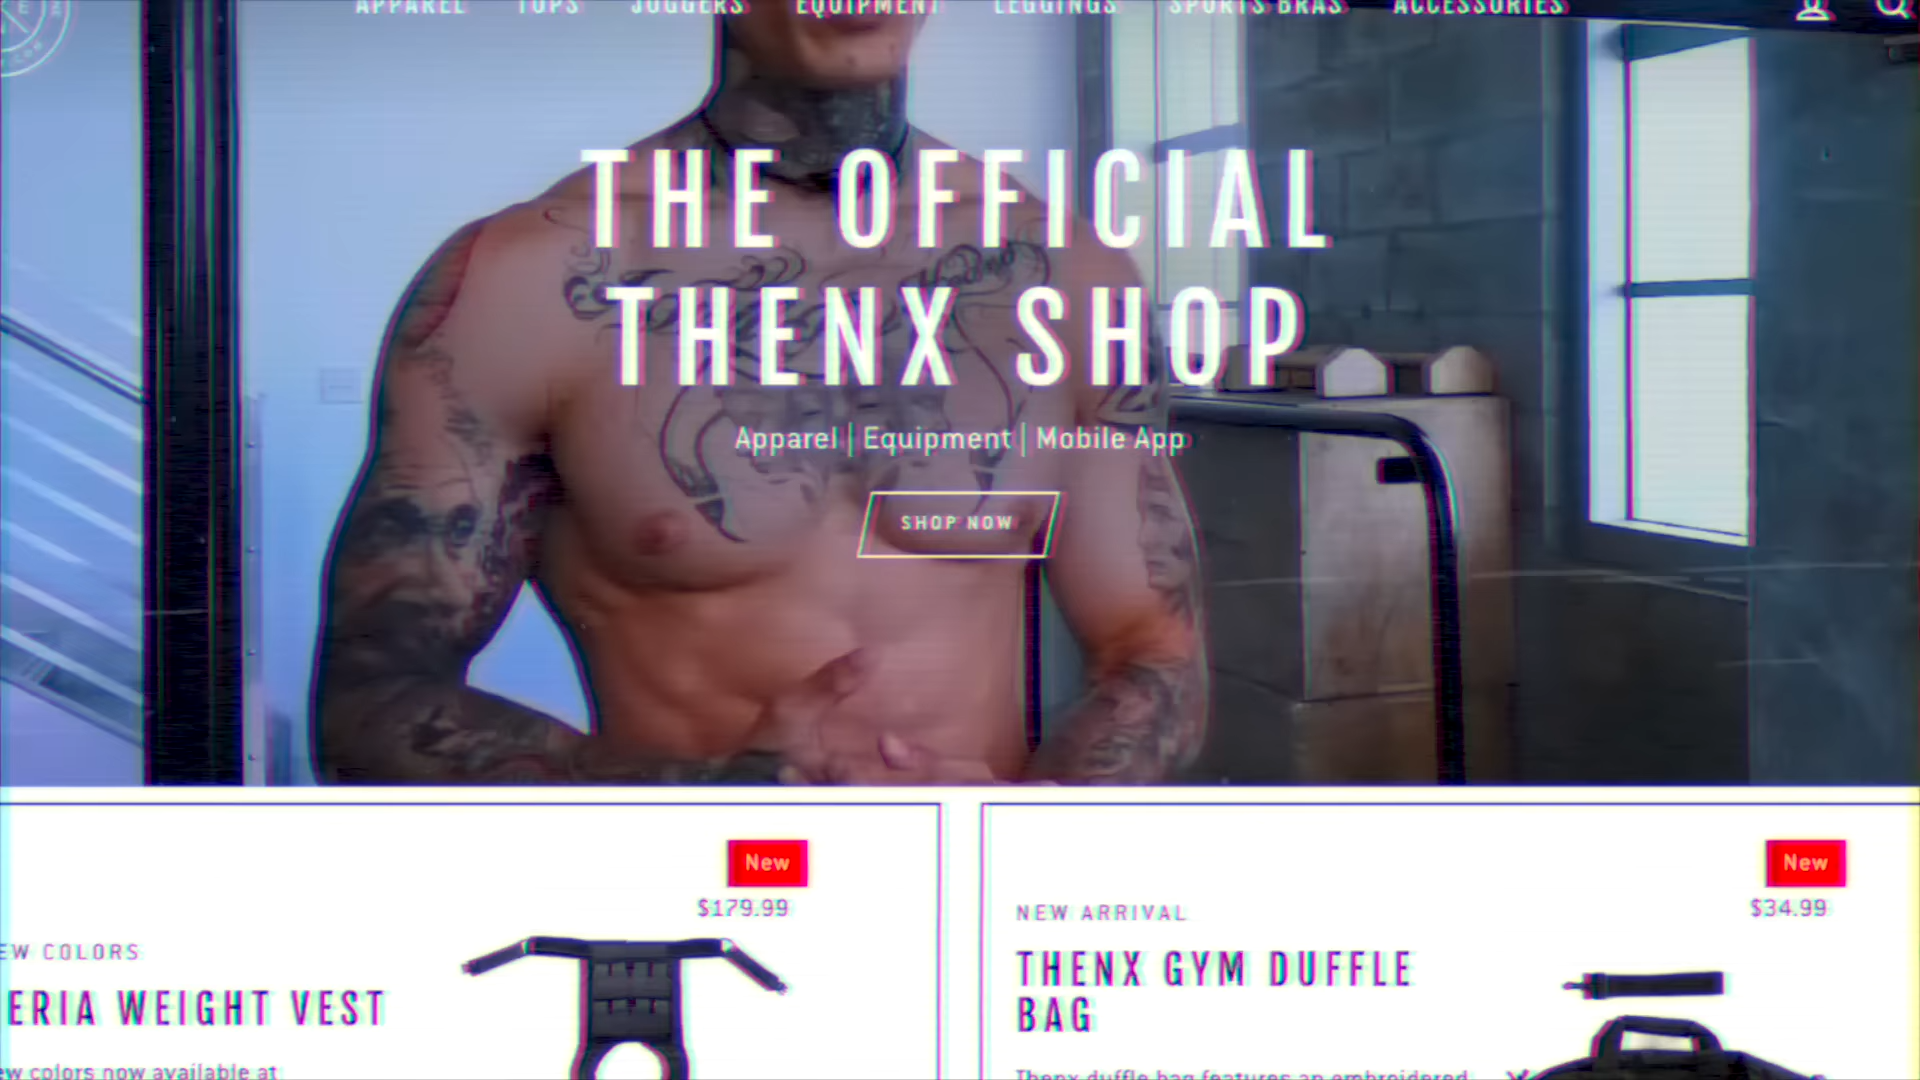 APPAREL TOPS JOGGERS EQUIPMENT LEGGINGS SPORTS BRAS ACCESSORIES
THE OFFICIAL
THENX SHOP
Apparel | Equipment | Mobile App
SHOP NOW
New
$179.99
EW COLORS
ERIA WEIGHT VEST
ew colors now available at
New
$34.99
NEW ARRIVAL
THENX GYM DUFFLE
BAG
Thenx duffle bag features an embroidered